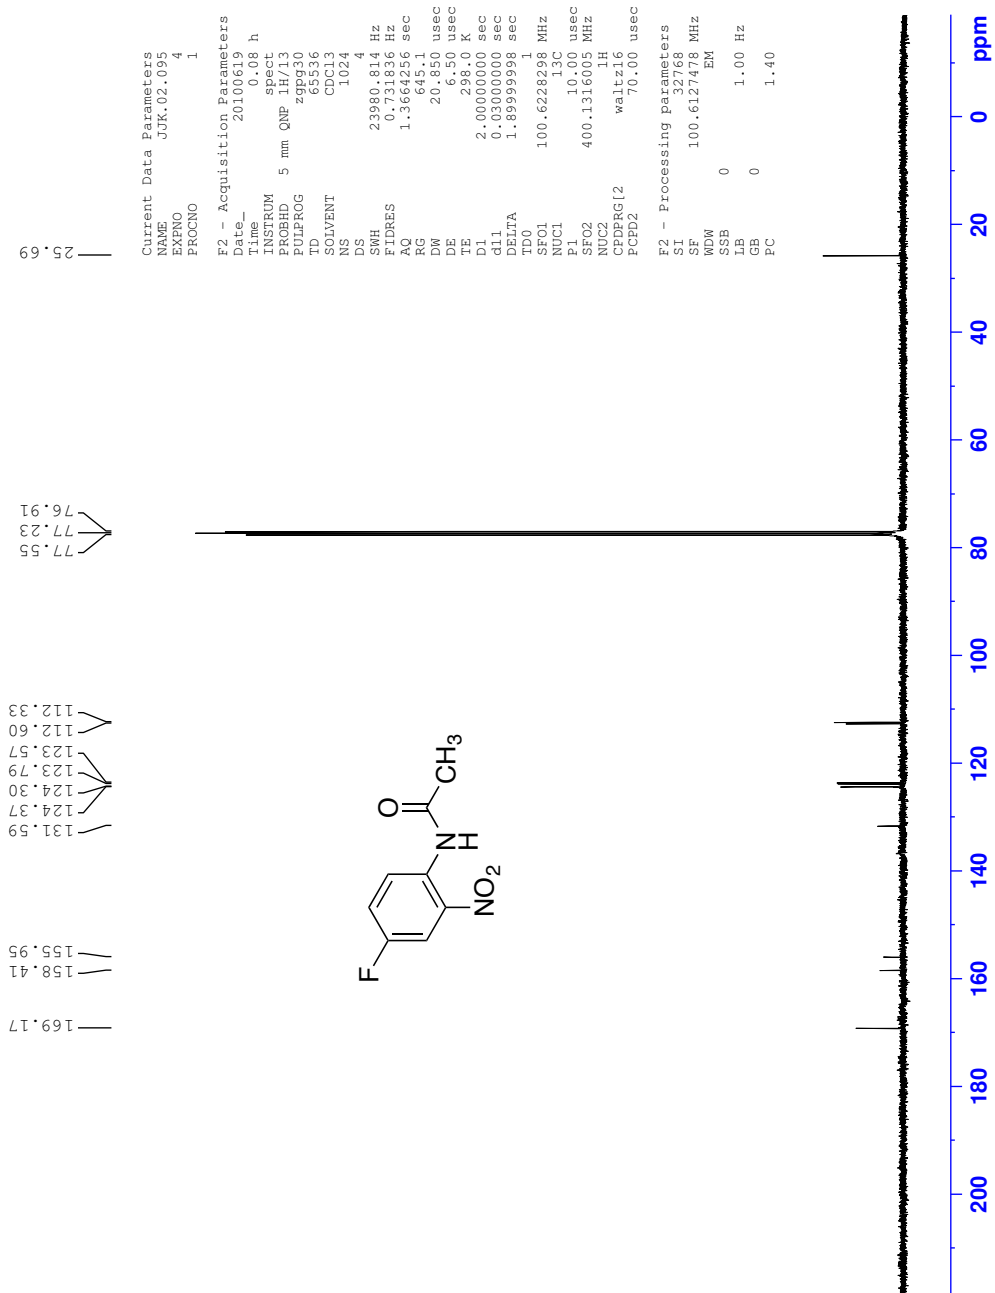 169.17
158.41
155.95
131.59
124.37
124.30
123.79
123.57
112.60
112.33
77.55
77.23
76.91
25.69
Current Data Parameters
NAME JJK.02.095
EXPNO 4
PROCNO 1
F2 - Acquisition Parameters
Date_ 20100619
Time 0.08 h
INSTRUM spect
PROBHD 5 mm QNP 1H/13
PULPROG zgpg30
TD 65536
SOLVENT CDCl3
NS 1024
DS 4
SWH 23980.814 Hz
FIDRES 0.731836 Hz
AQ 1.3664256 sec
RG 645.1
DW 20.850 usec
DE 6.50 usec
TE 298.0 K
D1 2.00000000 sec
d11 0.03000000 sec
DELTA 1.89999998 sec
TD0 1
SFO1 100.6228298 MHz
NUC1 13C
P1 10.00 usec
SFO2 400.1316005 MHz
NUC2 1H
CPDPRG[2 waltz16
PCPD2 70.00 usec
F2 - Processing parameters
SI 32768
SF 100.6127478 MHz
WDW EM
SSB 0
LB 1.00 Hz
GB 0
PC 1.40
F
O
N
H
CH3
NO2
200 180 160 140 120 100 80 60 40 20 0 ppm